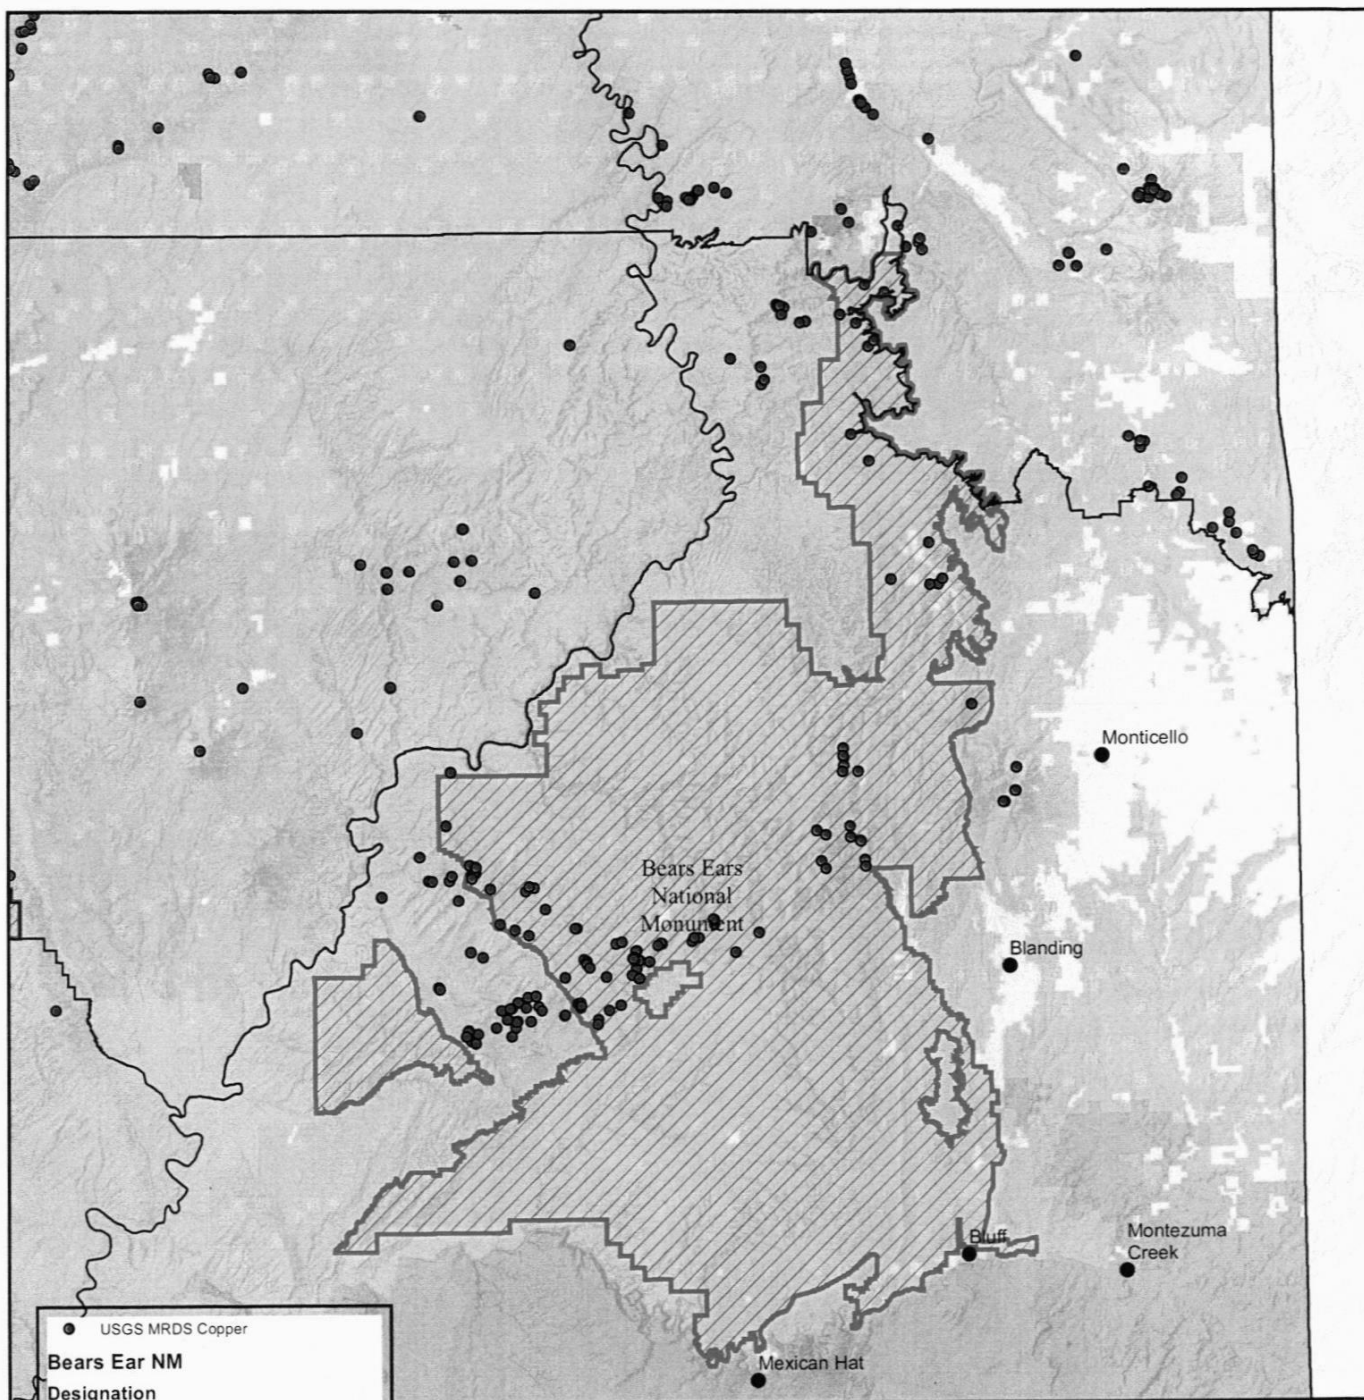 Monticello
Bears Ears
National
Monument
Blanding
Bluff
Montezuma
Creek
Mexican Hat
USGS MRDS Copper
Bears Ear NM
Designation